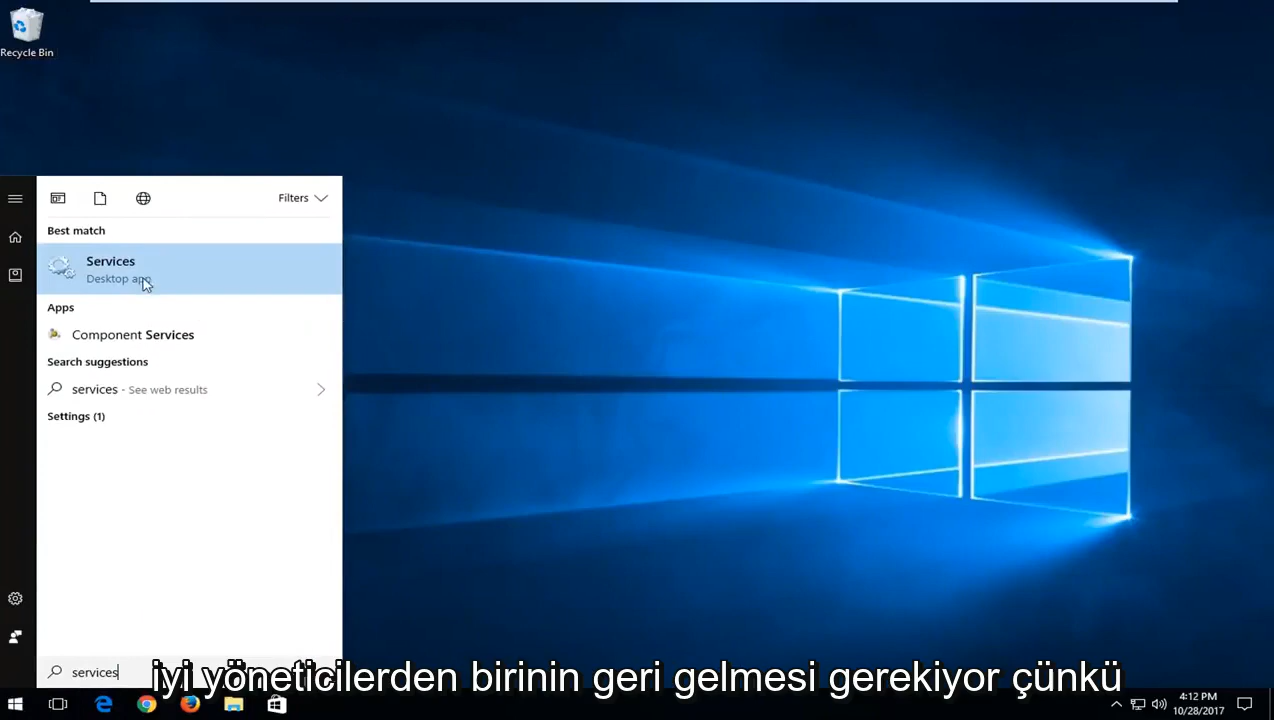 Recycle Bin
Filters
Best match
Services
Desktop app
Apps
Component Services
Search suggestions
services - See web results
Settings (1)
services
iyi yöneticilerden birinin geri gelmesi gerekiyor çünkü
4:12 PM
10/28/2017